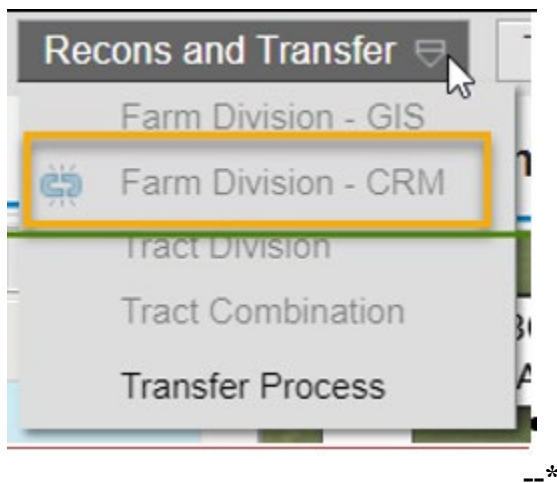 Recons and Transfer
Farm Division - GIS
Farm Division - CRM
Tract Division
Tract Combination
Transfer Process
--*